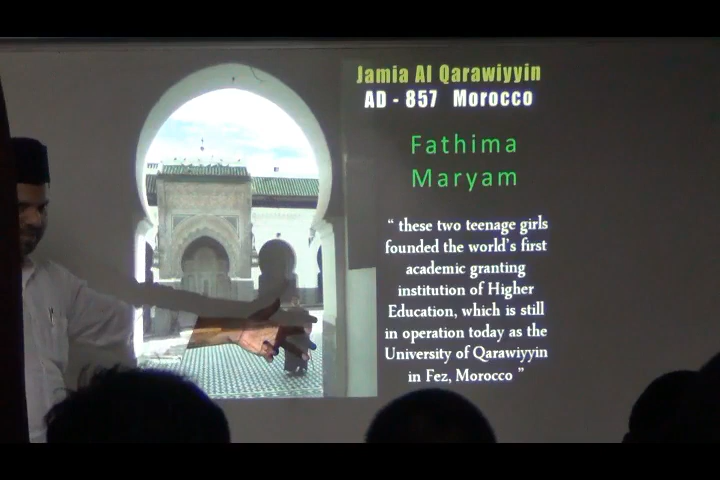 Jamia Al Qarawiyyin
AD - 857 Morocco
Fathima
Maryam
“ these two teenage girls
founded the world's first
academic granting
institution of Higher
Education, which is still
in operation today as the
University of Qarawiyyin
in Fez, Morocco ”